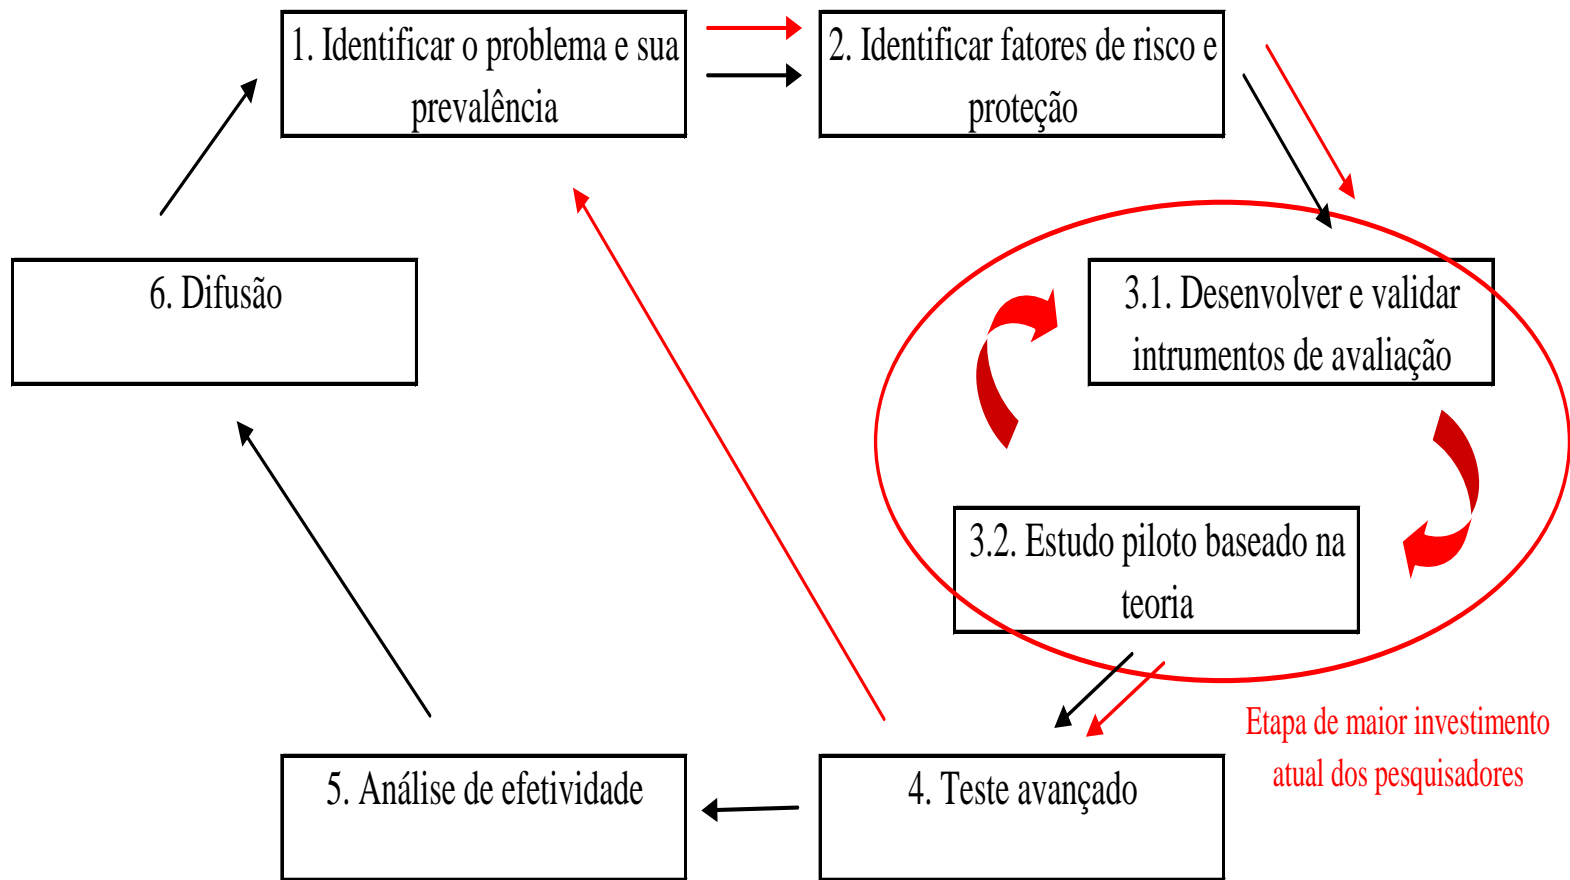 1. Identificar o problema e sua
prevalência
2. Identificar fatores de risco e
proteção
3.1. Desenvolver e validar
intrumentos de avaliação
3.2. Estudo piloto baseado na
teoria
Etapa de maior investimento
atual dos pesquisadores
4. Teste avançado
5. Análise de efetividade
6. Difusão